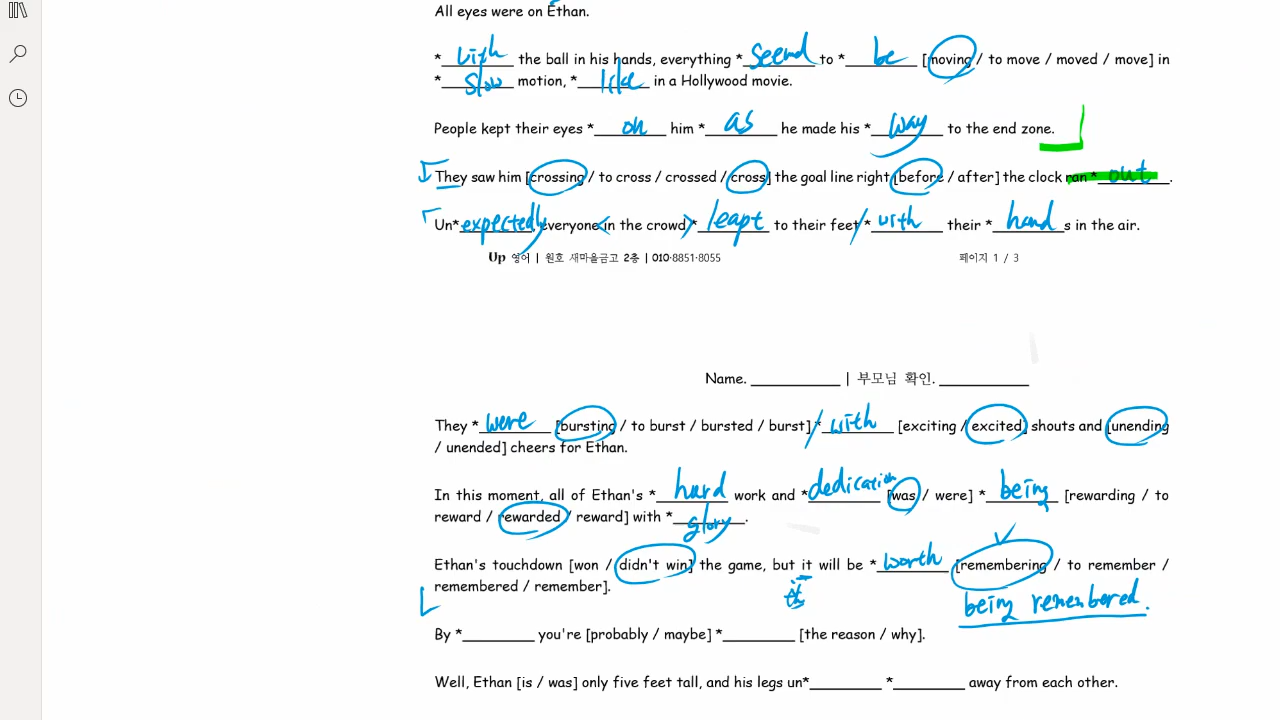 All eyes were on Ethan.
* with the ball in his hands, everything * seemd to * be [moving / to move / moved / move] in
* slow motion, * like in a Hollywood movie.
People kept their eyes * on him * as he made his * way to the end zone.
They saw him [crossing / to cross / crossed / cross] the goal line right [before / after] the clock ran * out.
Un* expectedly, everyone in the crowd * leapt to their feet * with their * hand s in the air.
Up 영어 | 원호 새마을금고 2층 | 010-8851-8055 페이지 1 / 3
Name. __________ | 부모님 확인. __________
They * were [bursting / to burst / bursted / burst] * with [exciting / excited] shouts and [unending
/ unended] cheers for Ethan.
In this moment, all of Ethan's * hard work and * dedication [was / were] * being [rewarding / to
reward / rewarded / reward] with * glory.
Ethan's touchdown [won / didn't win] the game, but it will be * worth [remembering / to remember /
remembered / remember].
being remembered.
By *_________ you're [probably / maybe] *_________ [the reason / why].
Well, Ethan [is / was] only five feet tall, and his legs un*_________ *_________ away from each other.